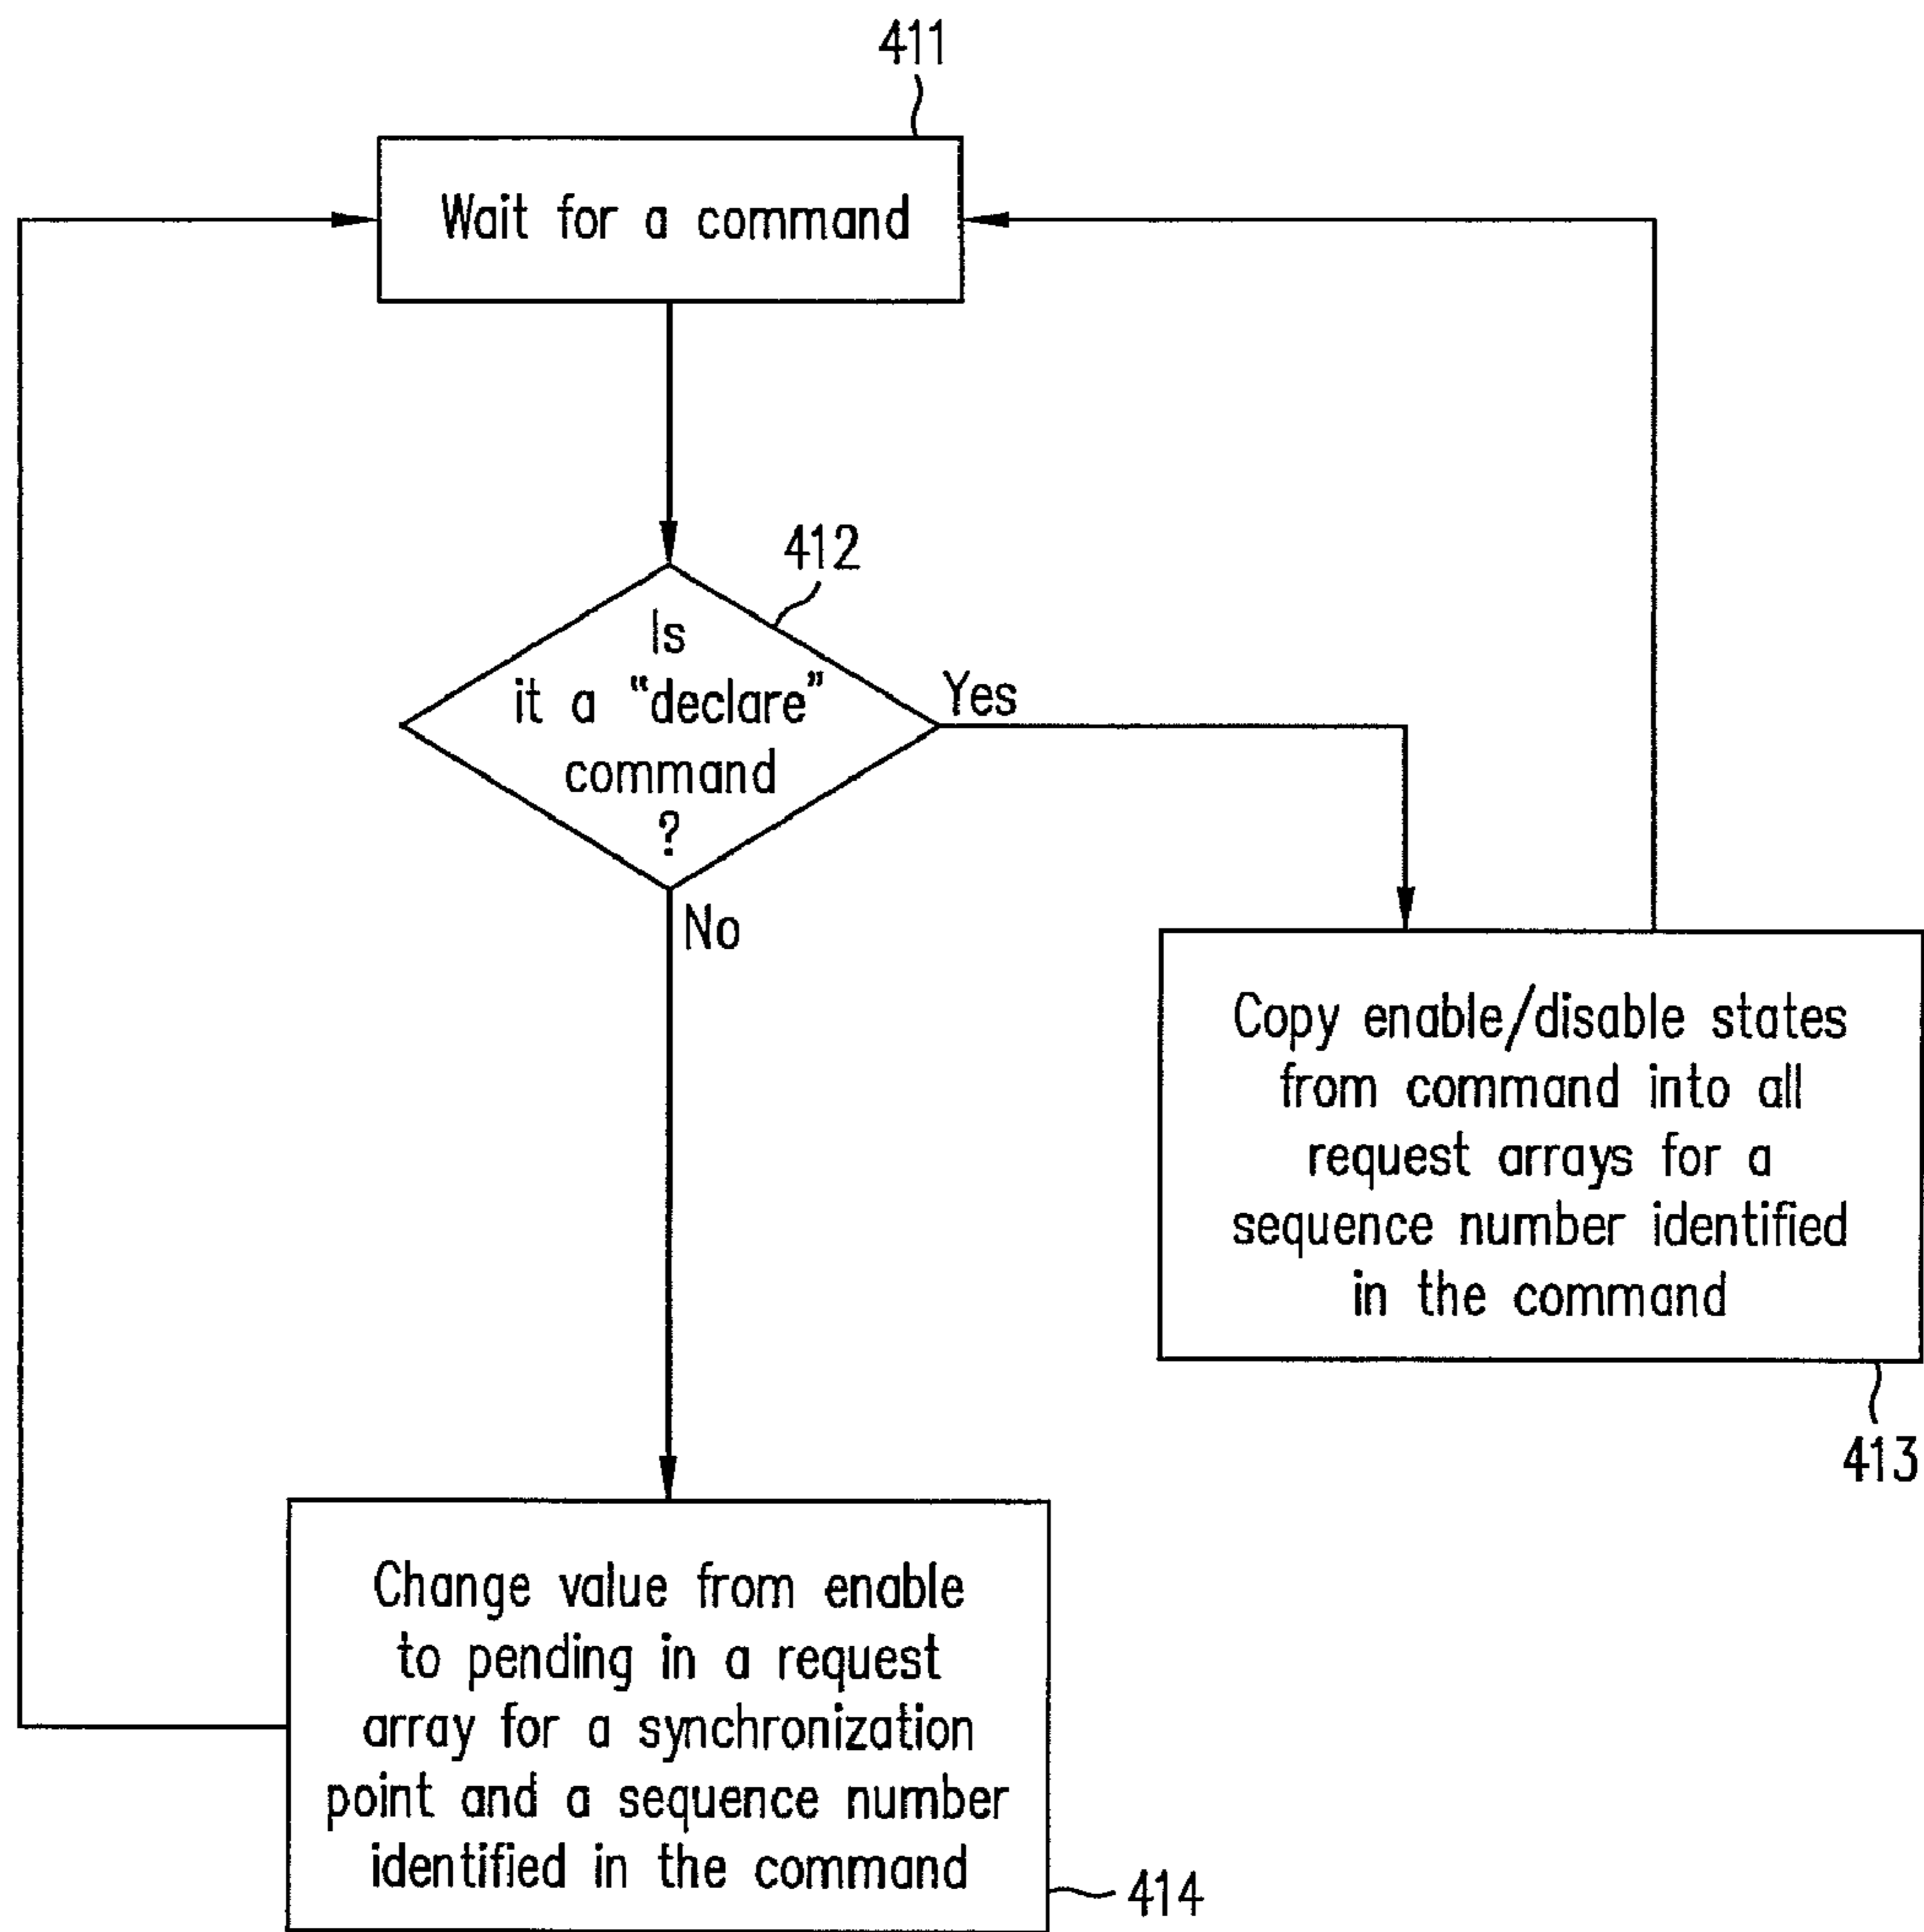 411
Wait for a command
412
Is
it a "declare"
command
?
Yes
No
Copy enable/disable states
from command into all
request arrays for a
sequence number identified
in the command
413
Change value from enable
to pending in a request
array for a synchronization
point and a sequence number
identified in the command
414